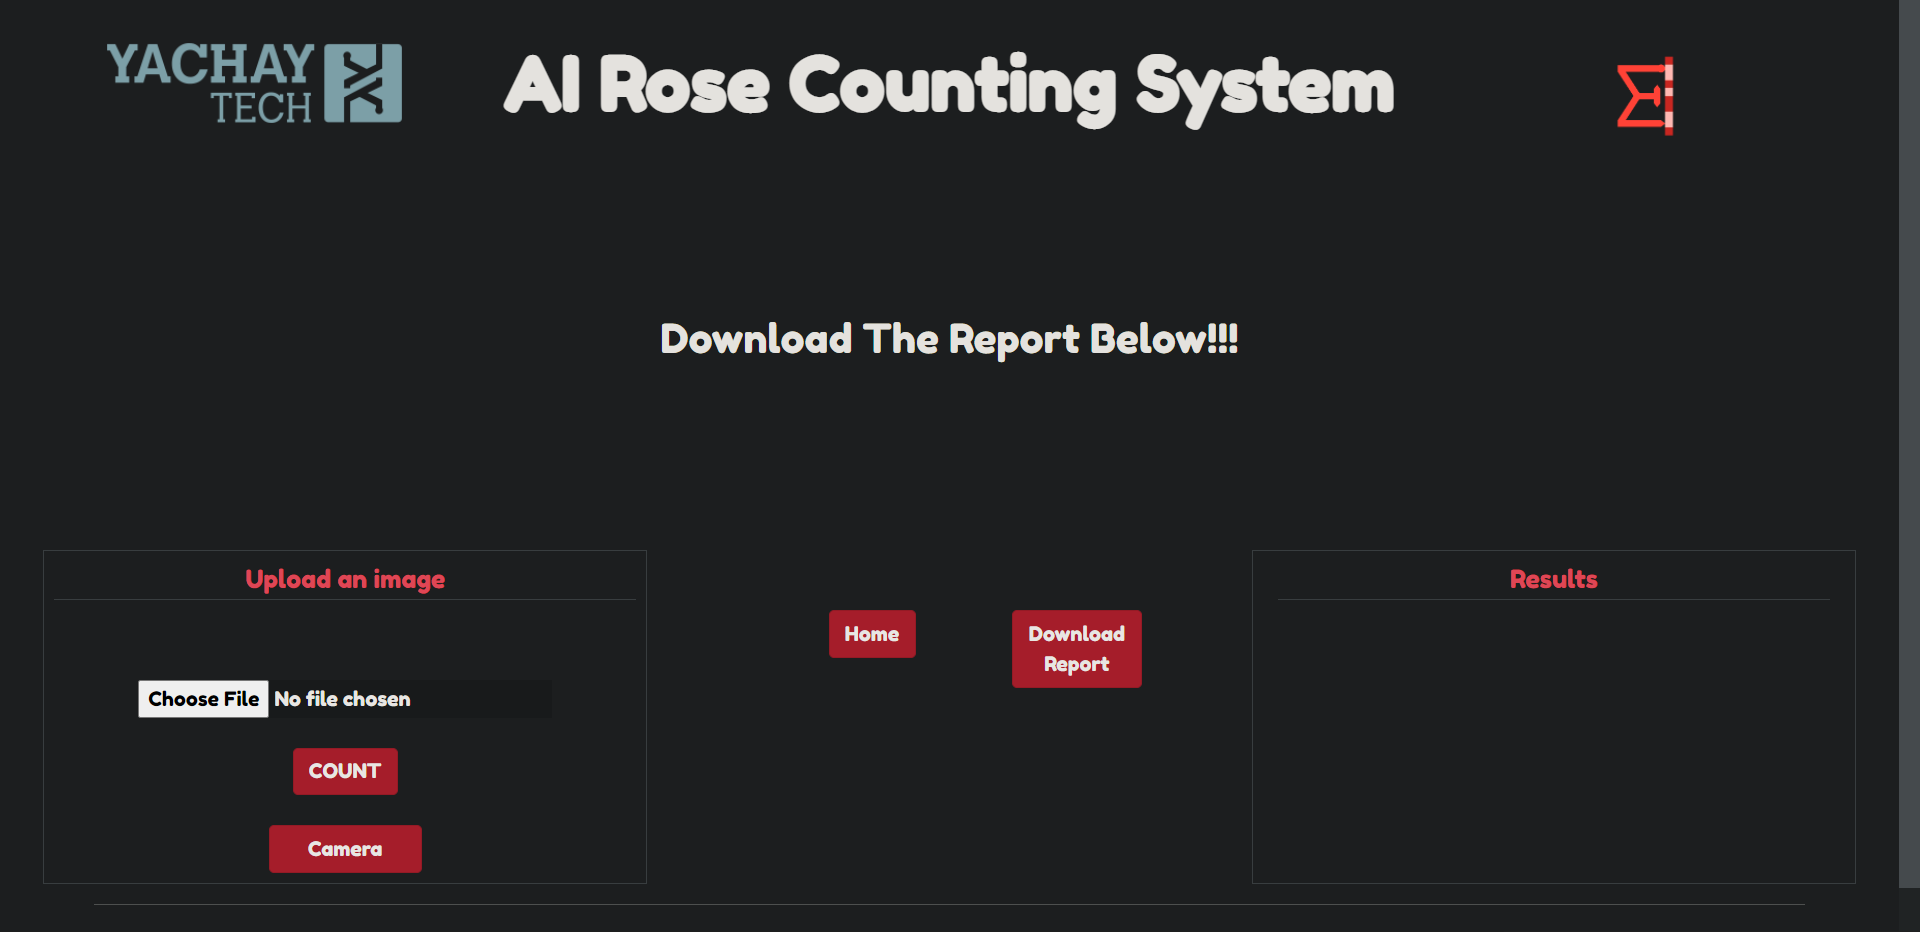 YACHAY
TECH
AI Rose Counting System
Download The Report Below!!!
Upload an image
Choose File No file chosen
COUNT
Camera
Home
Download
Report
Results